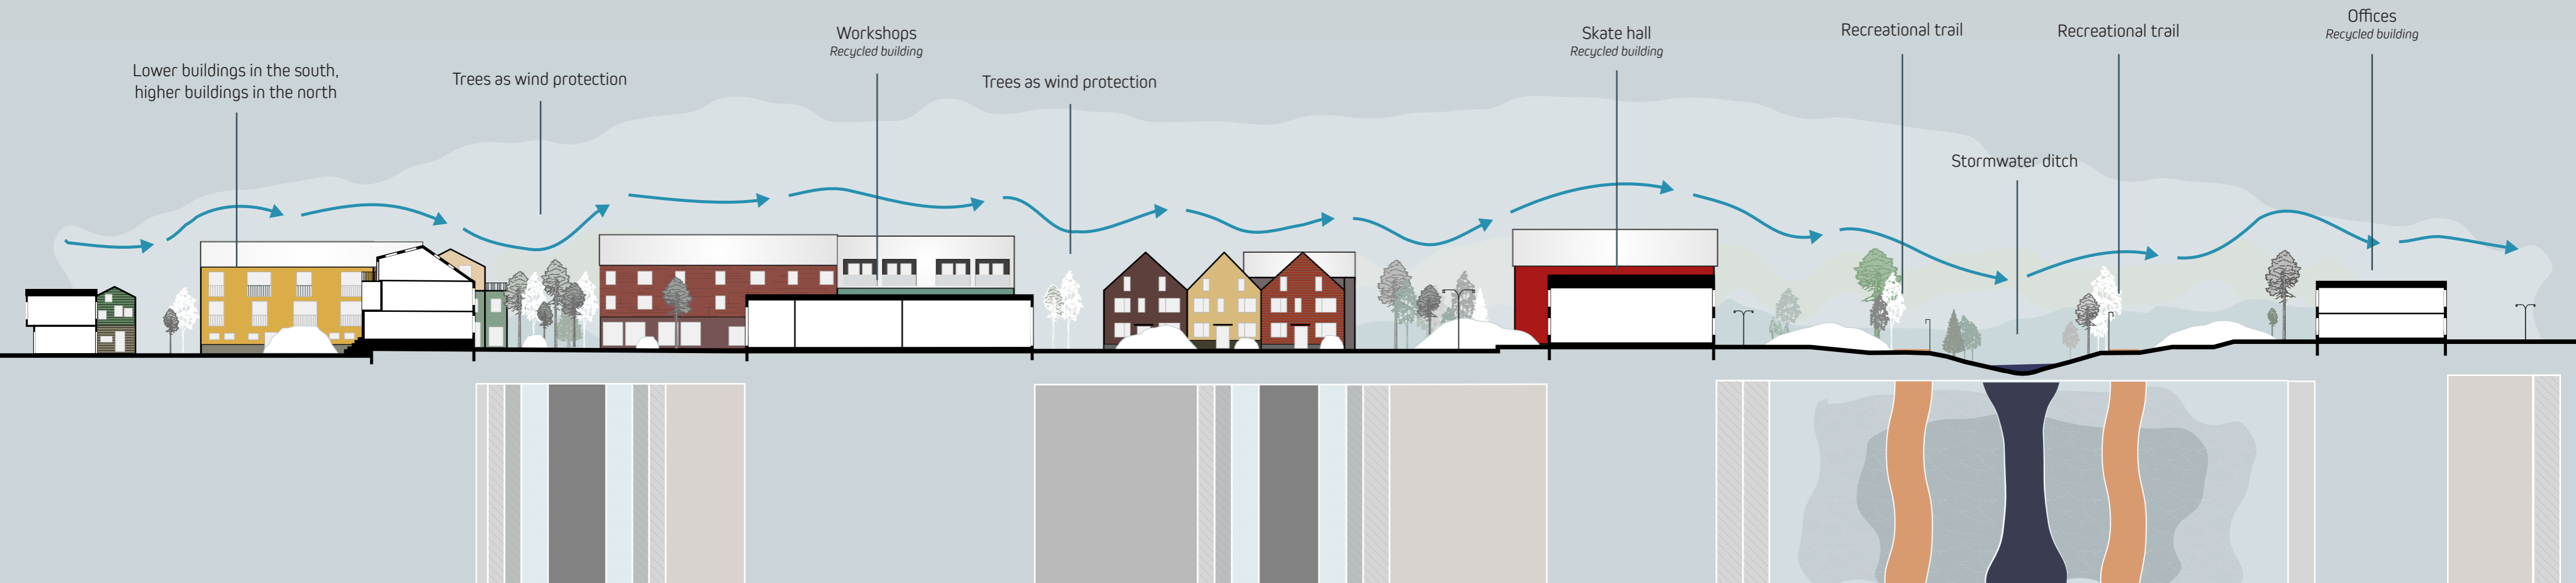 Lower buildings in the south,
higher buildings in the north
Trees as wind protection
Workshops
Recycled building
Trees as wind protection
Skate hall
Recycled building
Recreational trail
Stormwater ditch
Recreational trail
Offices
Recycled building